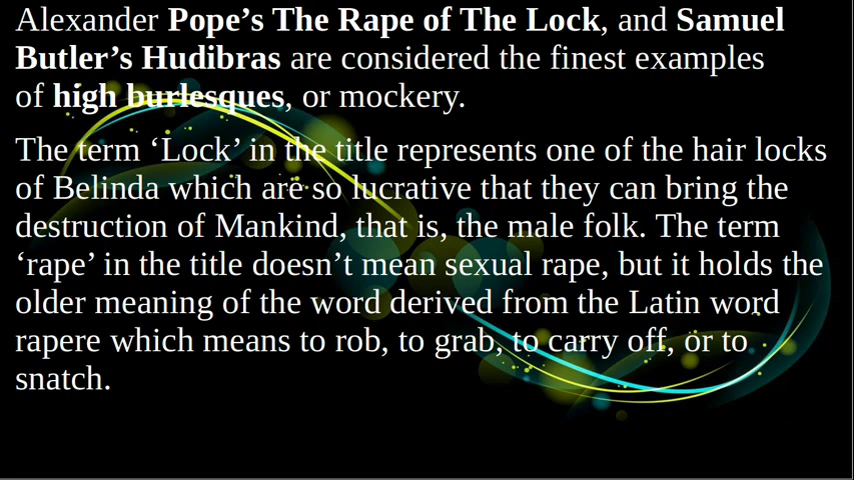 Alexander Pope’s The Rape of The Lock, and Samuel
Butler’s Hudibras are considered the finest examples
of high burlesques, or mockery.
The term ‘Lock’ in the title represents one of the hair locks
of Belinda which are so lucrative that they can bring the
destruction of Mankind, that is, the male folk. The term
‘rape’ in the title doesn’t mean sexual rape, but it holds the
older meaning of the word derived from the Latin word
rapere which means to rob, to grab, to carry off, or to
snatch.